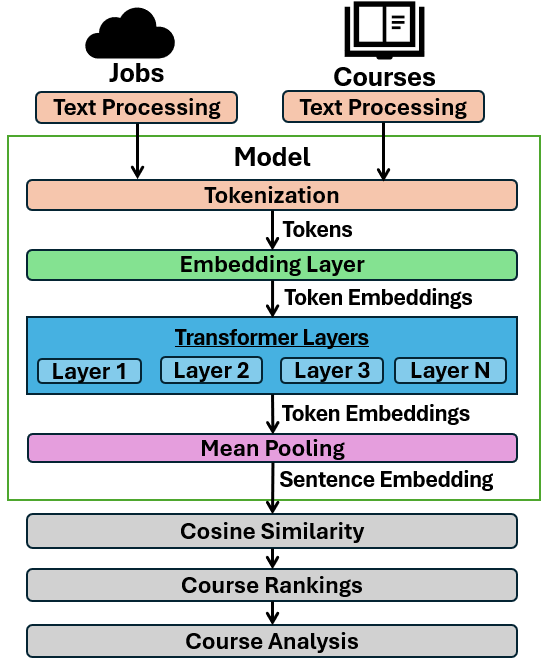 Jobs
Courses
Text Processing
Text Processing
Model
Tokenization
Tokens
Embedding Layer
Token Embeddings
Transformer Layers
Layer 1
Layer 2
Layer 3
Layer N
Token Embeddings
Mean Pooling
Sentence Embedding
Cosine Similarity
Course Rankings
Course Analysis